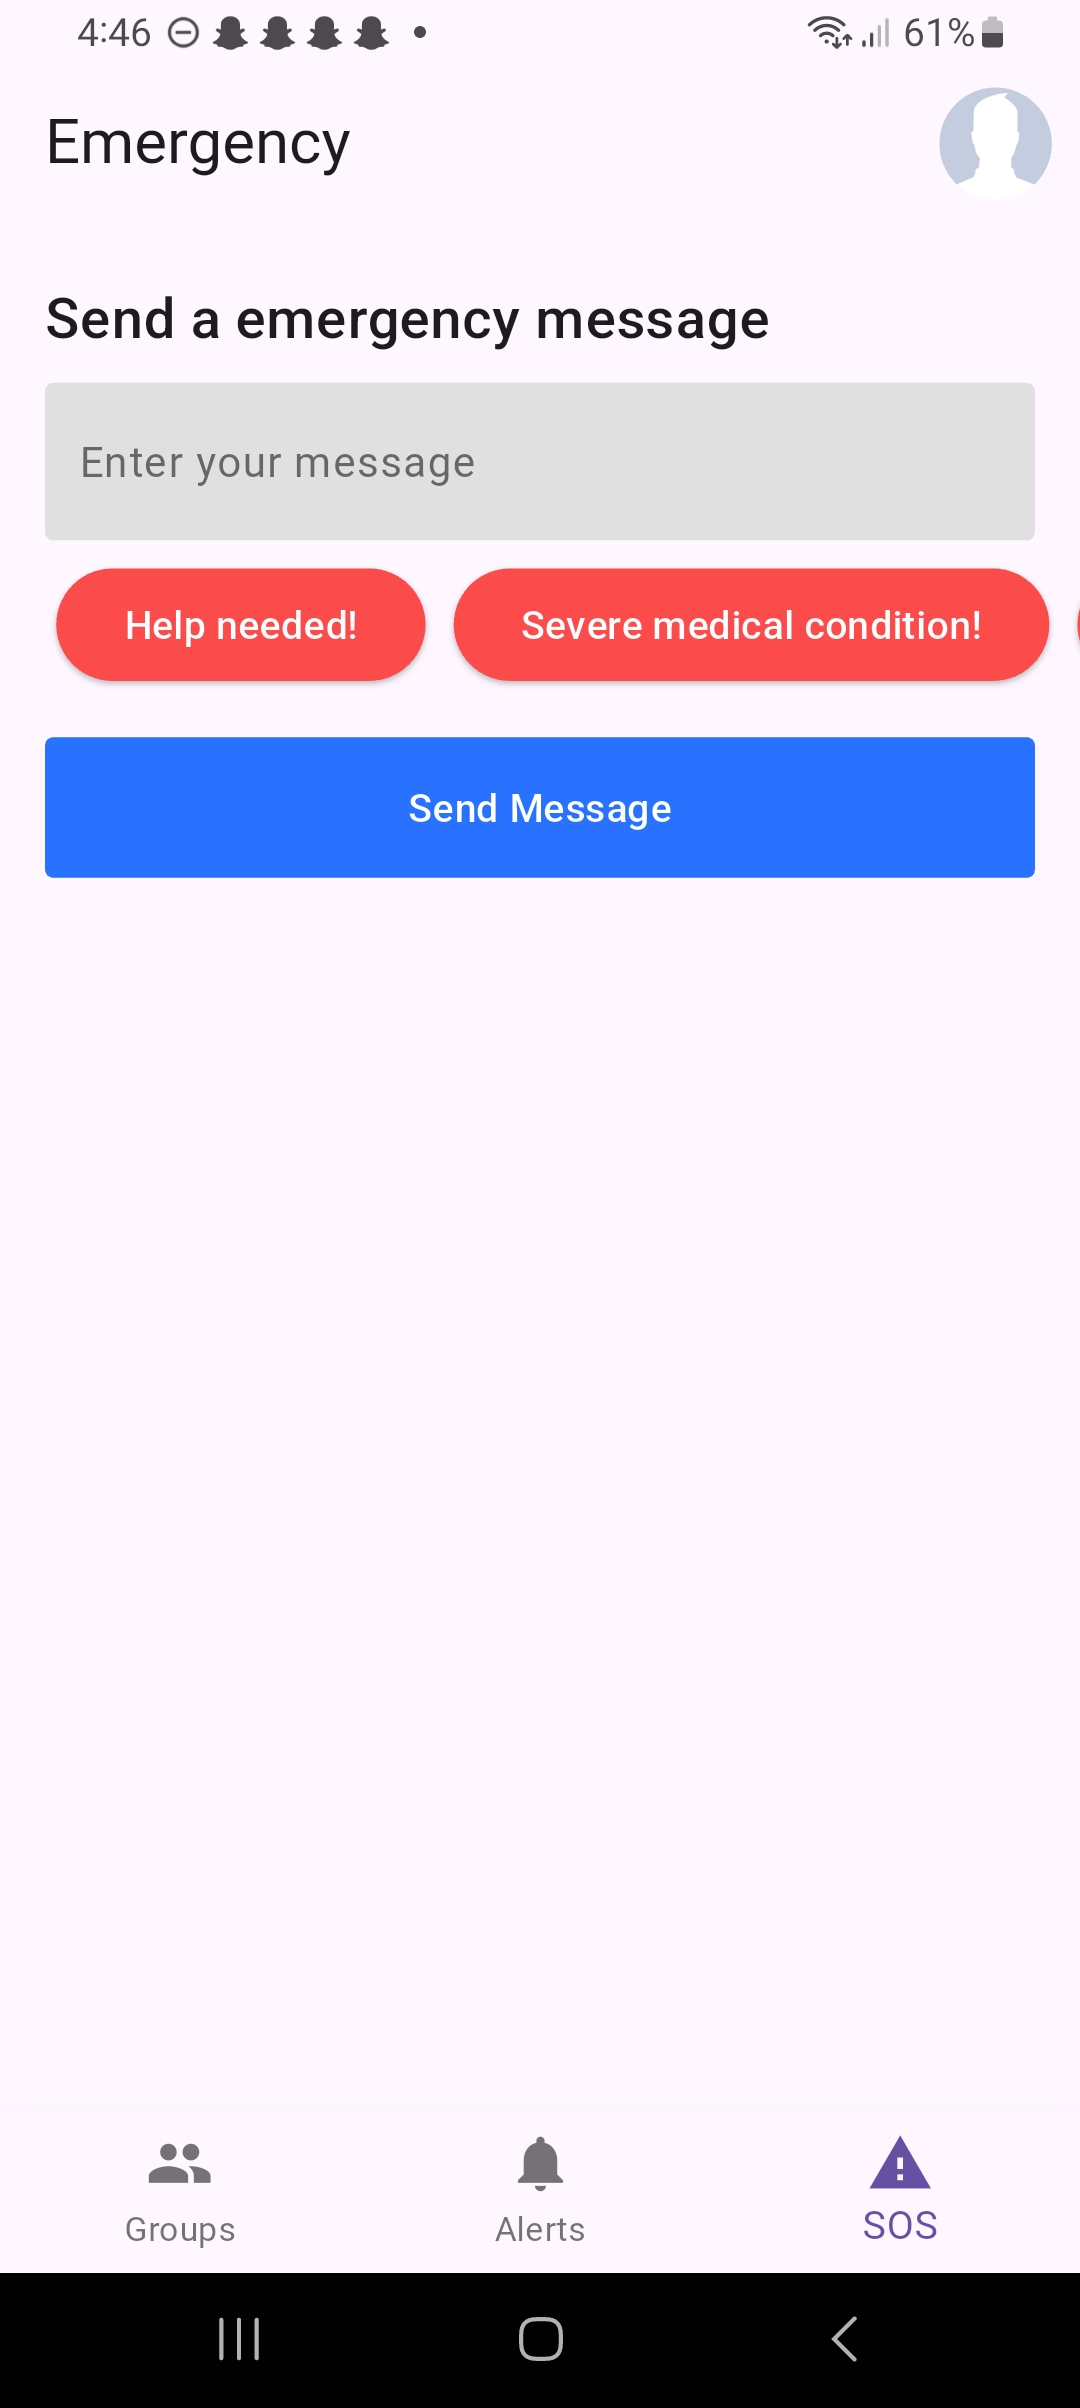 4:46 61%
Emergency
Send a emergency message
Enter your message
Help needed! Severe medical condition!
Send Message
Groups Alerts SOS